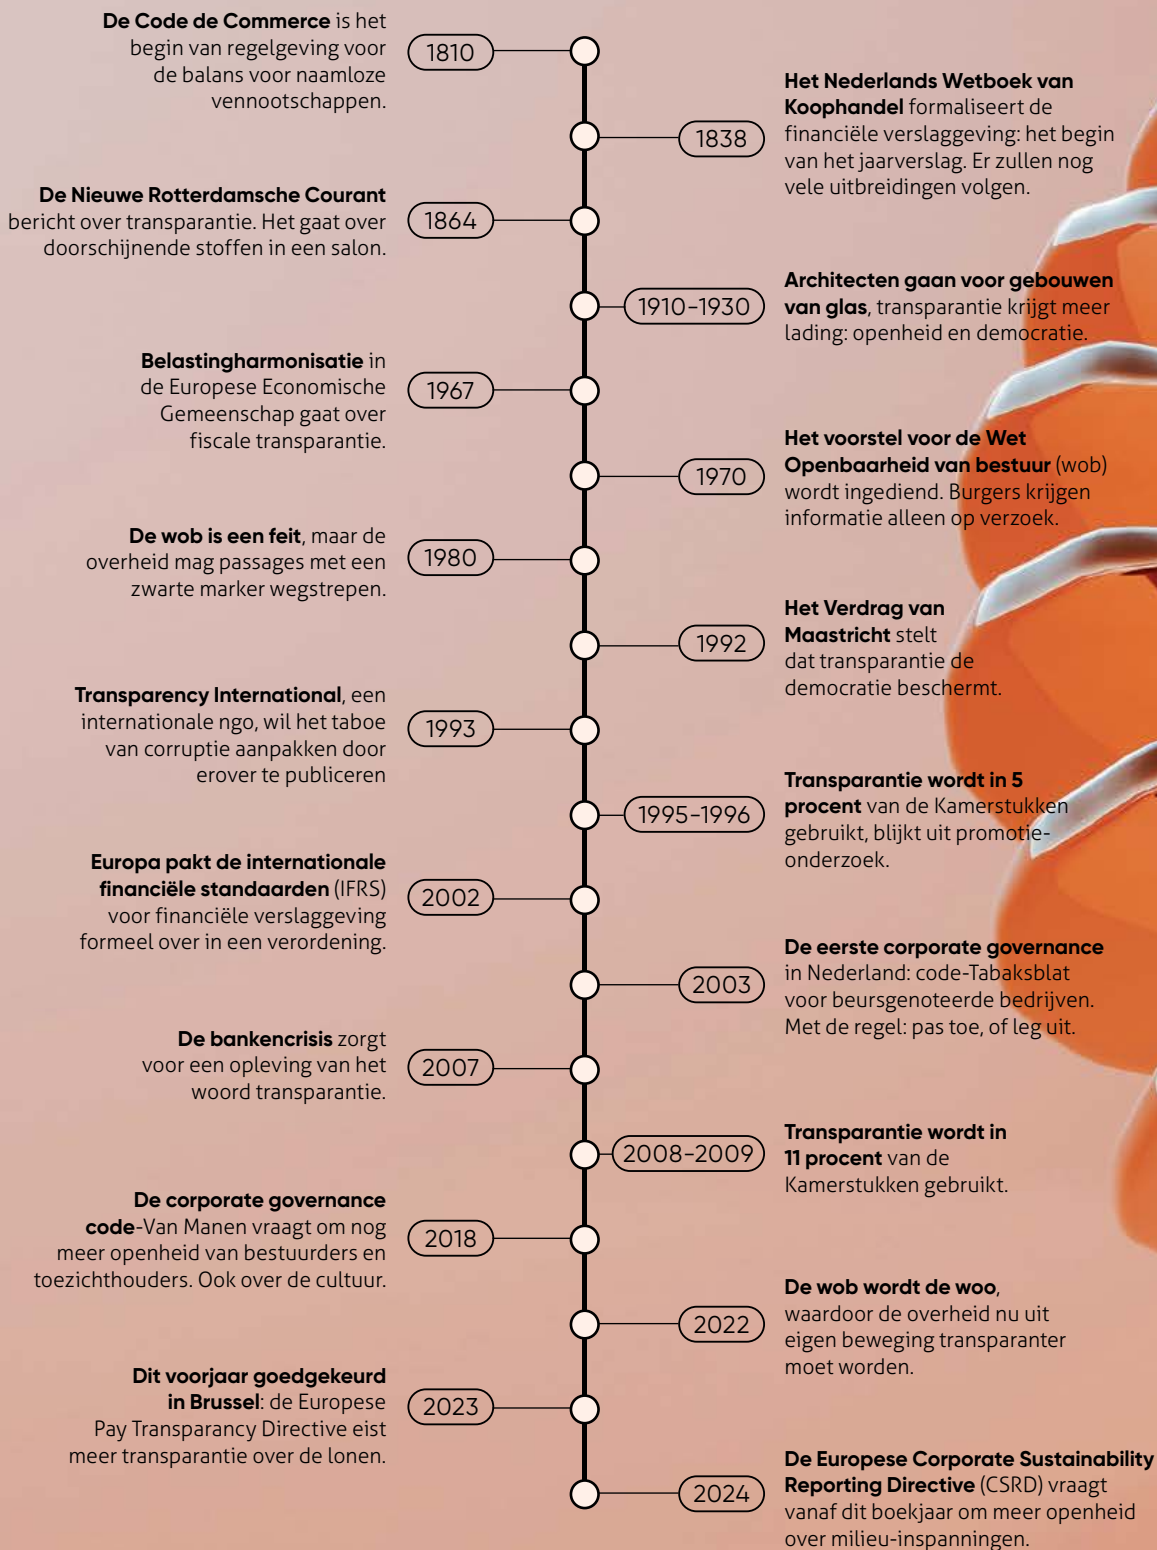 De Code de Commerce is het
begin van regelgeving voor
de balans voor naamloze
vennootschappen.
1810
Het Nederlands Wetboek van
Koophandel formaliseert de
financiële verslaggeving: het begin
van het jaarverslag. Er zullen nog
vele uitbreidingen volgen.
1838
De Nieuwe Rotterdamsche Courant
bericht over transparantie. Het gaat over
doorschijnende stoffen in een salon.
1864
Architecten gaan voor gebouwen
van glas, transparantie krijgt meer
lading: openheid en democratie.
1910–1930
Belastingharmonisatie in
de Europese Economische
Gemeenschap gaat over
fiscale transparantie.
1967
Het voorstel voor de Wet
Openbaarheid van bestuur (wob)
wordt ingediend. Burgers krijgen
informatie alleen op verzoek.
1970
De wob is een feit, maar de
overheid mag passages met een
zwarte marker wegstrepen.
1980
Het Verdrag van
Maastricht stelt
dat transparantie de
democratie beschermt.
1992
Transparency International, een
internationale ngo, wil het taboe
van corruptie aanpakken door
erover te publiceren
1993
Transparantie wordt in 5
procent van de Kamerstukken
gebruikt, blijkt uit promotie-
onderzoek.
1995–1996
Europa pakt de internationale
financiële standaarden (IFRS)
voor financiële verslaggeving
formeel over in een verordening.
2002
De eerste corporate governance
in Nederland: code-Tabaksblat
voor beursgenoteerde bedrijven.
Met de regel: pas toe, of leg uit.
2003
De bankencrisis zorgt
voor een opleving van het
woord transparantie.
2007
Transparantie wordt in
11 procent van de
Kamerstukken gebruikt.
2008–2009
De corporate governance
code-Van Manen vraagt om nog
meer openheid van bestuurders en
toezichthouders. Ook over de cultuur.
2018
De wob wordt de woo,
waardoor de overheid nu uit
eigen beweging transparanter
moet worden.
2022
Dit voorjaar goedgekeurd
in Brussel: de Europese
Pay Transparancy Directive eist
meer transparantie over de lonen.
2023
De Europese Corporate Sustainability
Reporting Directive (CSRD) vraagt
vanaf dit boekjaar om meer openheid
over milieu-inspanningen.
2024